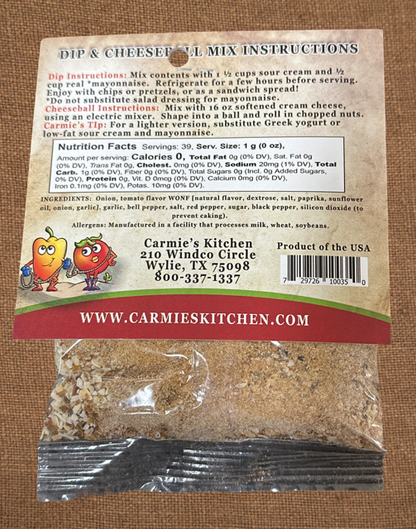 DIP & CHEESEBALL MIX INSTRUCTIONS
Dip Instructions: Mix contents with 1 ½ cups sour cream and ½
cup real *mayonnaise. Refrigerate for a few hours before serving.
Enjoy with chips or pretzels, or as a sandwich spread!
*Do not substitute salad dressing for mayonnaise.
Cheeseball Instructions: Mix with 16 oz softened cream cheese,
using an electric mixer. Shape into a ball and roll in chopped nuts.
Carmie's TIp: For a lighter version, substitute Greek yogurt or
low-fat sour cream and mayonnaise.
Nutrition Facts Servings: 39, Serv. Size: 1 g (0 oz),
Amount per serving: Calories 0, Total Fat 0g (0% DV), Sat. Fat 0g
(0% DV), Trans Fat 0g, Cholest. 0mg (0% DV), Sodium 20mg (1% DV), Total
Carb. 1g (0% DV), Fiber 0g (0% DV), Total Sugars 0g (Incl. 0g Added Sugars,
0% DV), Protein 0g, Vit. D 0mcg (0% DV), Calcium 0mg (0% DV),
Iron 0.1mg (0% DV), Potas. 10mg (0% DV).
INGREDIENTS: Onion, tomato flavor WONF [natural flavor, dextrose, salt, paprika, sunflower
oil, onion, garlic], garlic, bell pepper, salt, red pepper, sugar, black pepper, silicon dioxide (to
prevent caking).
Allergens: Manufactured in a facility that processes milk, wheat, soybeans.
Carmie's Kitchen
210 Windco Circle
Wylie, TX 75098
800-337-1337
Product of the USA
7 29726 10035 0
WWW.CARMIESKITCHEN.COM